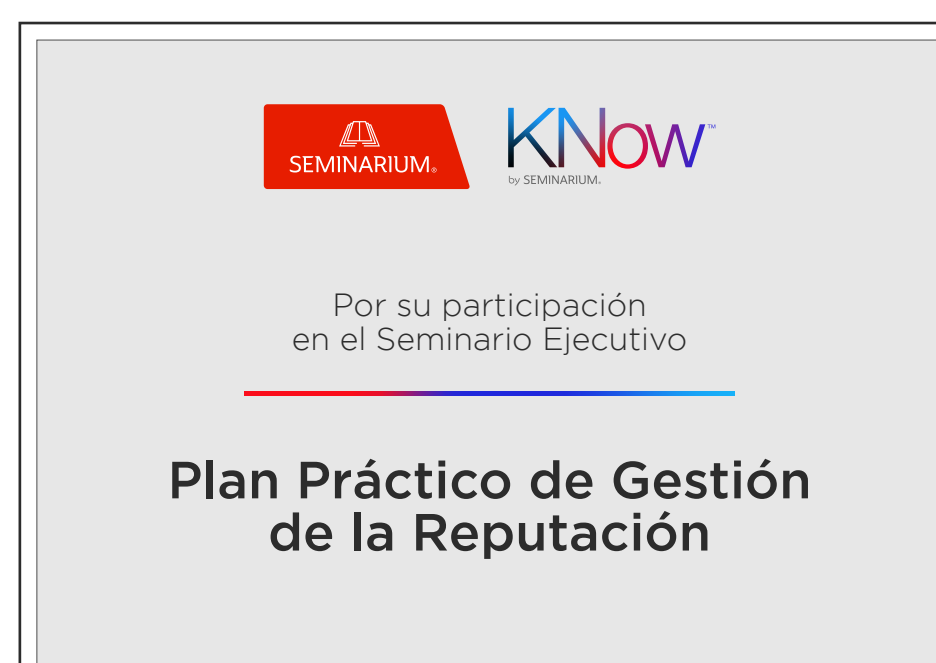 SEMINARIUM®
KNow™
by SEMINARIUM®
Por su participación
en el Seminario Ejecutivo
Plan Práctico de Gestión
de la Reputación